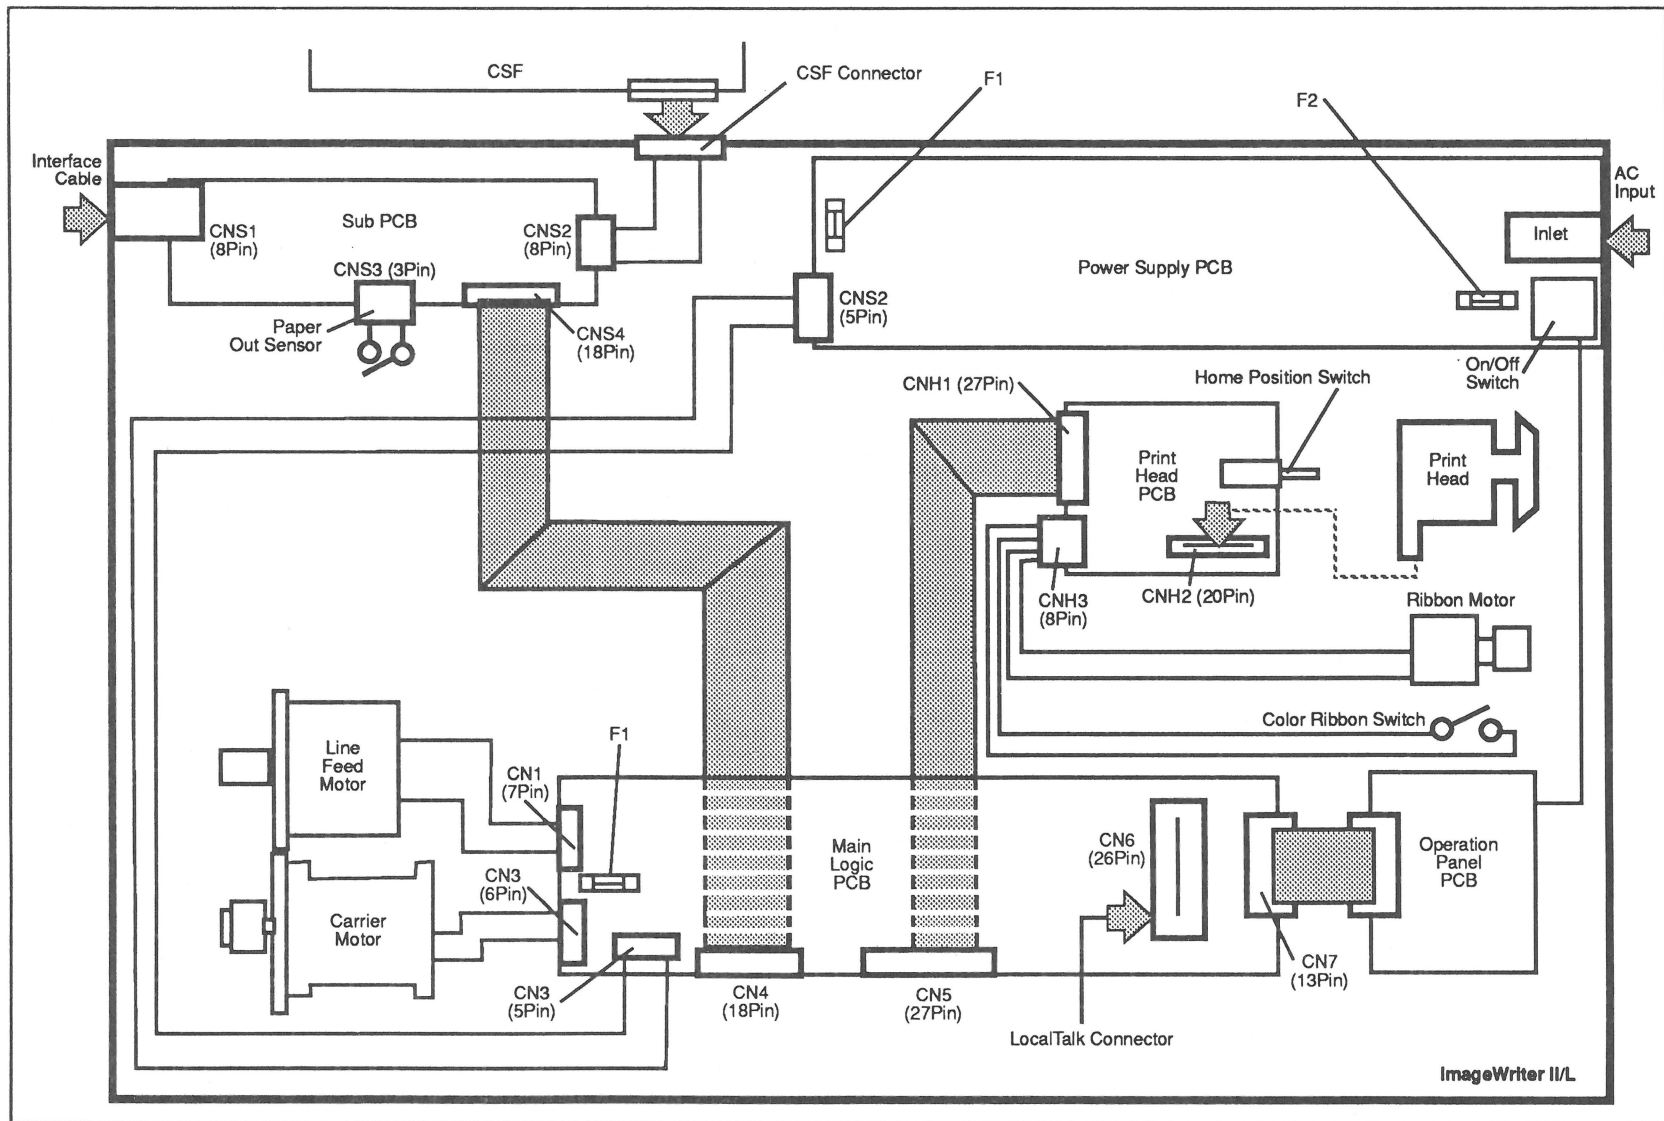 CSF
CSF Connector
F1
F2
Interface
Cable
AC
Input
Sub PCB
CNS1
(8Pin)
CNS2
(8Pin)
Inlet
CNS3 (3Pin)
Power Supply PCB
CNS2
(5Pin)
Paper
Out Sensor
CNS4
(18Pin)
On/Off
Switch
CNH1 (27Pin)
Home Position Switch
Print
Head
PCB
Print
Head
CNH3
(8Pin)
CNH2 (20Pin)
Ribbon Motor
Color Ribbon Switch
Line
Feed
Motor
F1
CN1
(7Pin)
CN3
(6Pin)
Carrier
Motor
Main
Logic
PCB
CN6
(26Pin)
Operation
Panel
PCB
CN3
(5Pin)
CN4
(18Pin)
CN5
(27Pin)
CN7
(13Pin)
LocalTalk Connector
ImageWriter II/L